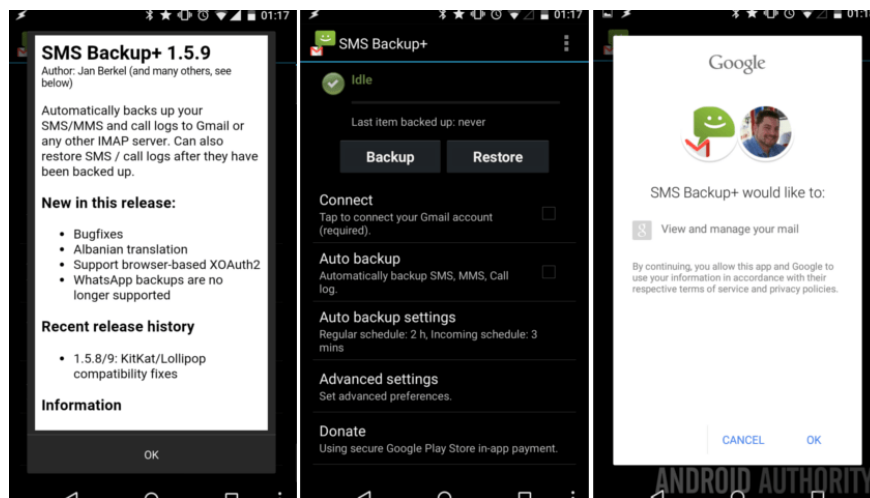 01:17
SMS Backup+ 1.5.9
Author: Jan Berkel (and many others, see
below)
Automatically backs up your
SMS/MMS and call logs to Gmail or
any other IMAP server. Can also
restore SMS / call logs after they have
been backed up.
New in this release:
• Bugfixes
• Albanian translation
• Support browser-based XOAuth2
• WhatsApp backups are no
longer supported
Recent release history
• 1.5.8/9: KitKat/Lollipop
compatibility fixes
Information
OK
01:17
SMS Backup+
Idle
Last item backed up: never
Backup
Restore
Connect
Tap to connect your Gmail account
(required).
Auto backup
Automatically backup SMS, MMS, Call
log.
Auto backup settings
Regular schedule: 2 h, Incoming schedule: 3
mins
Advanced settings
Set advanced preferences.
Donate
Using secure Google Play Store in-app payment.
Google
SMS Backup+ would like to:
8 View and manage your mail
By continuing, you allow this app and Google to
use your information in accordance with their
respective terms of service and privacy policies.
CANCEL
OK
ANDROID AUTHORITY